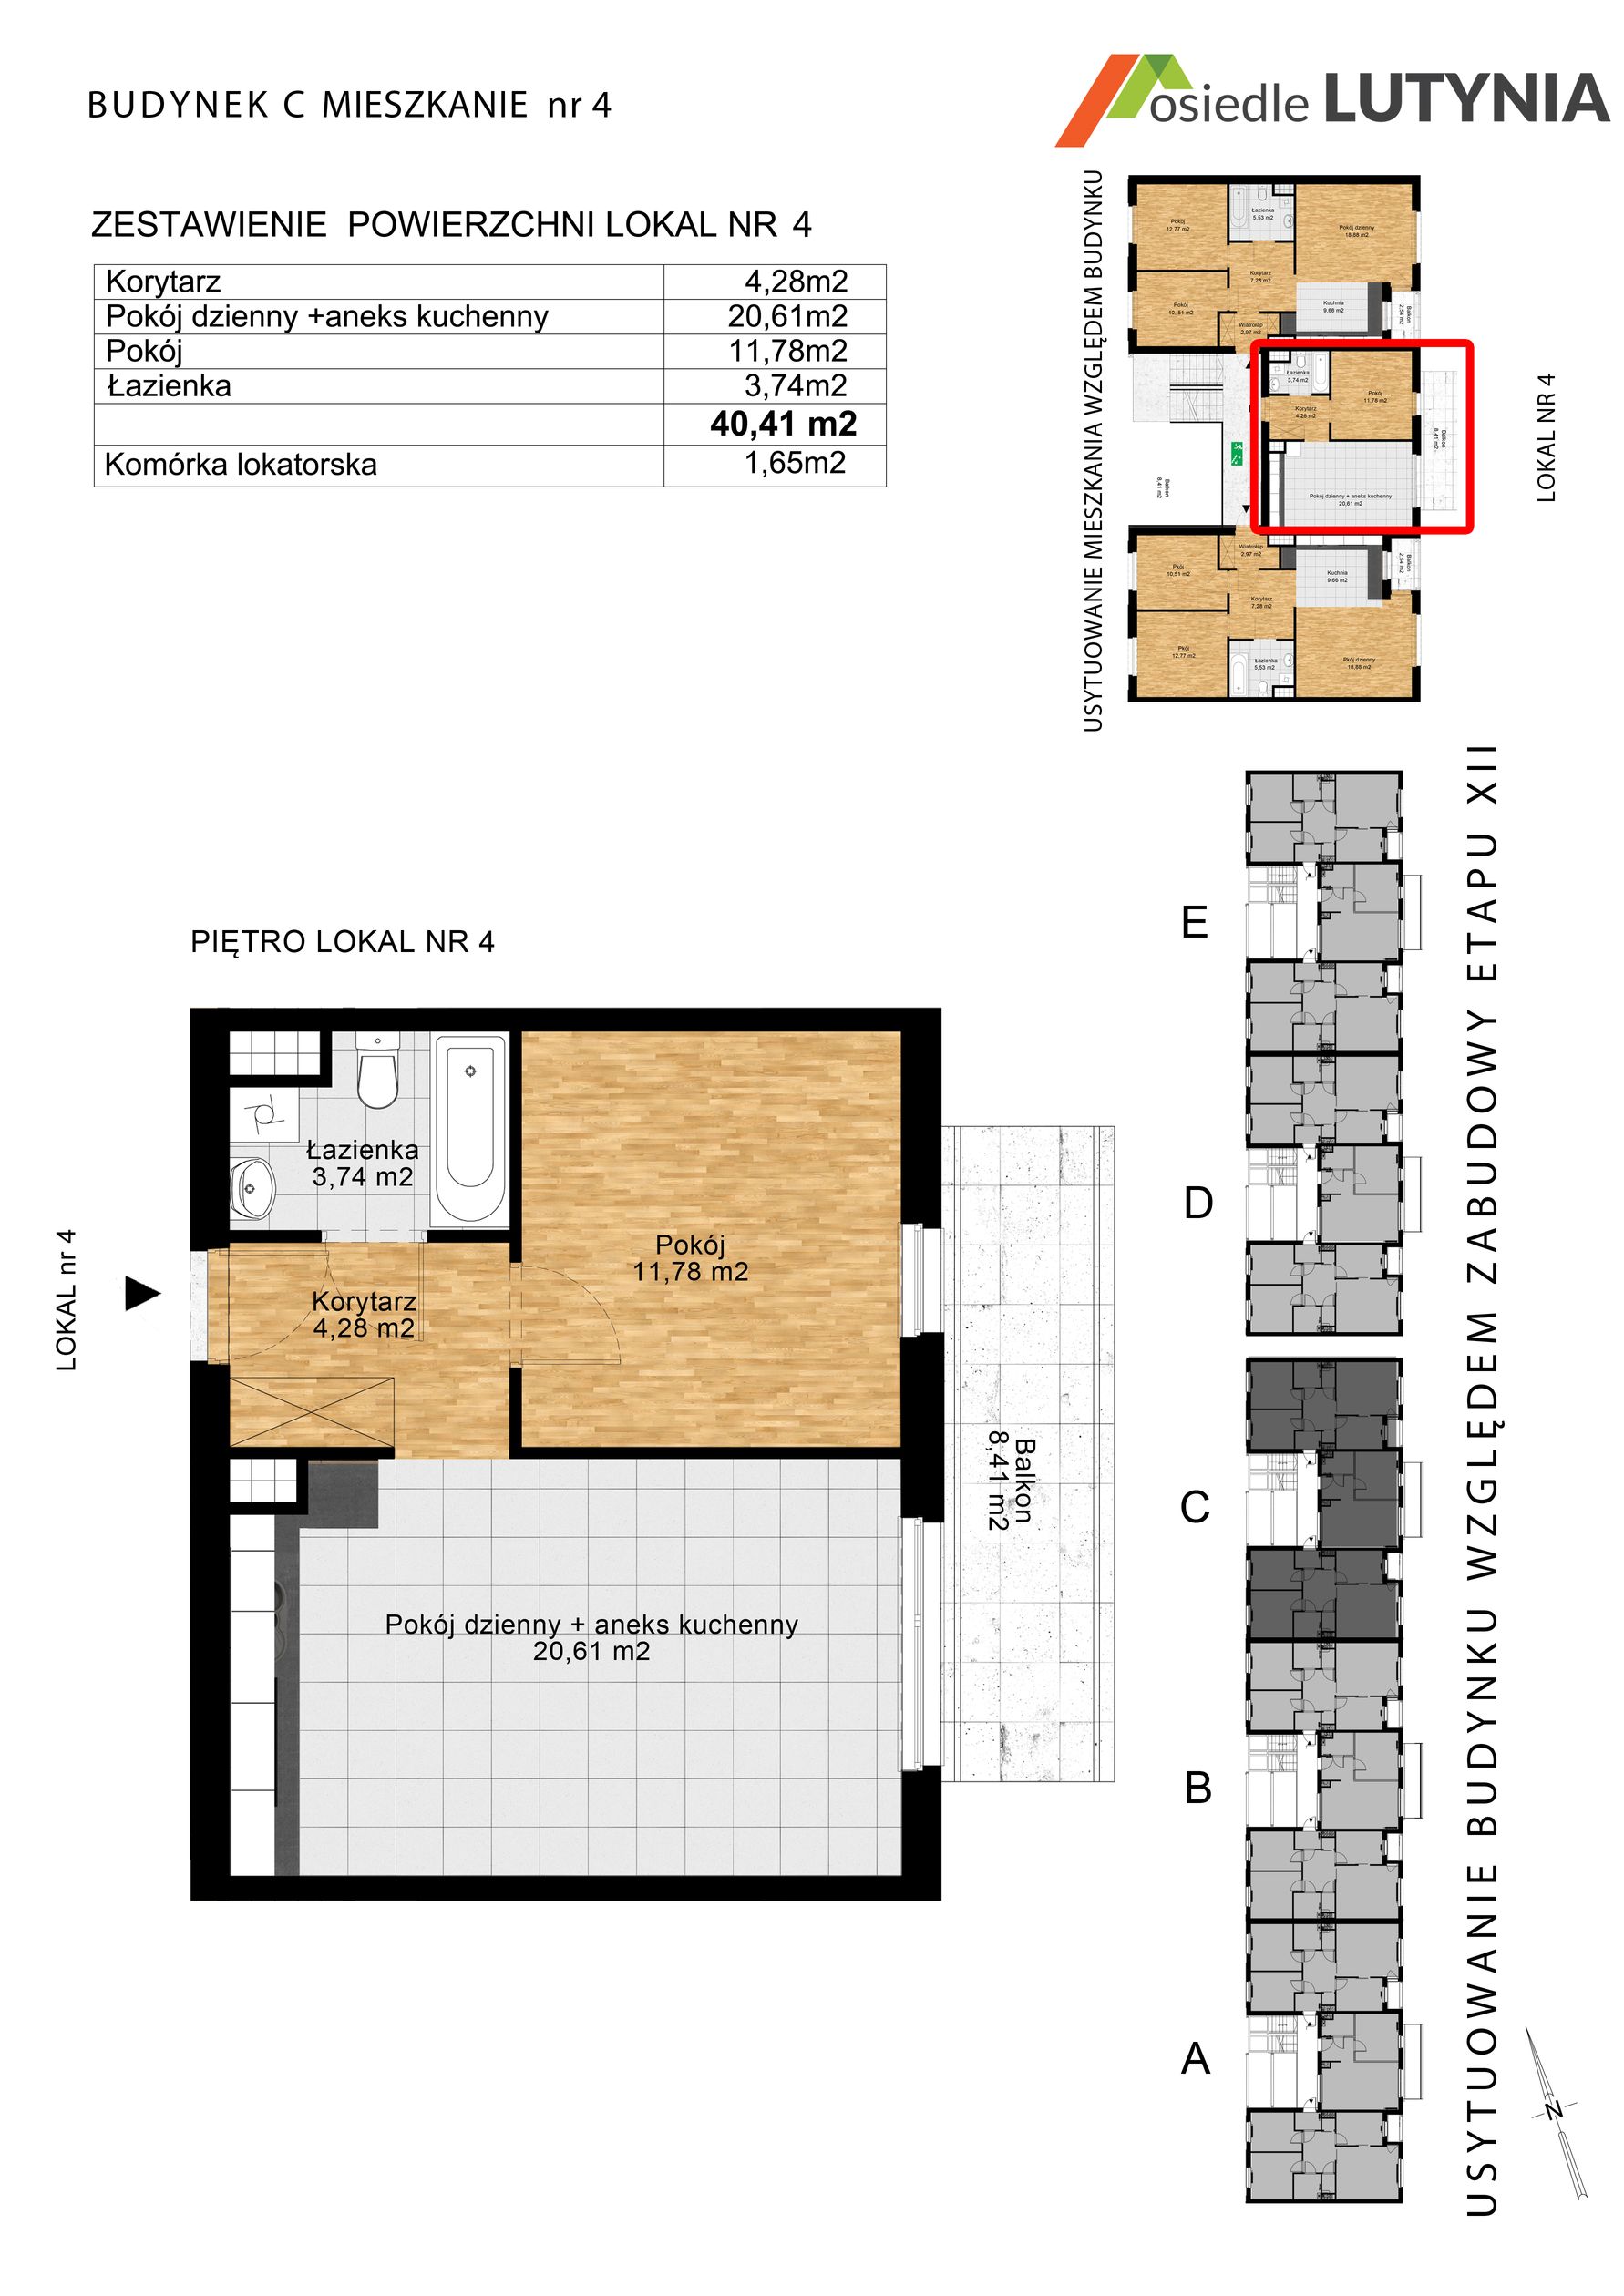 BUDYNEK C MIESZKANIE nr 4
osiedle LUTYNIA
ZESTAWIENIE POWIERZCHNI LOKAL NR 4
Korytarz 4,28m2
Pokój dzienny +aneks kuchenny 20,61m2
Pokój 11,78m2
Łazienka 3,74m2
40,41 m2
Komórka lokatorska 1,65m2
USYTUOWANIE MIESZKANIA WZGLĘDEM BUDYNKU
Pokój
12,77 m2
Łazienka
5,53 m2
Pokój dzienny
18,88 m2
Korytarz
7,28 m2
Pokój
10,51 m2
Kuchnia
9,66 m2
Balkon
2,54 m2
Wiatrołap
2,97 m2
Łazienka
3,74 m2
Pokój
11,78 m2
Korytarz
4,28 m2
Balkon
8,41 m2
Balkon
8,41 m2
Pokój dzienny + aneks kuchenny
20,61 m2
LOKAL NR 4
Wiatrołap
2,97 m2
Pkój
10,51 m2
Kuchnia
9,66 m2
Balkon
2,54 m2
Korytarz
7,28 m2
Pkój
12,77 m2
Łazienka
5,53 m2
Pkój dzienny
18,88 m2
PIĘTRO LOKAL NR 4
LOKAL nr 4
Łazienka
3,74 m2
Pokój
11,78 m2
Korytarz
4,28 m2
Balkon
8,41 m2
Pokój dzienny + aneks kuchenny
20,61 m2
E
D
C
B
A
USYTUOWANIE BUDYNKU WZGLĘDEM ZABUDOWY ETAPU XII
N